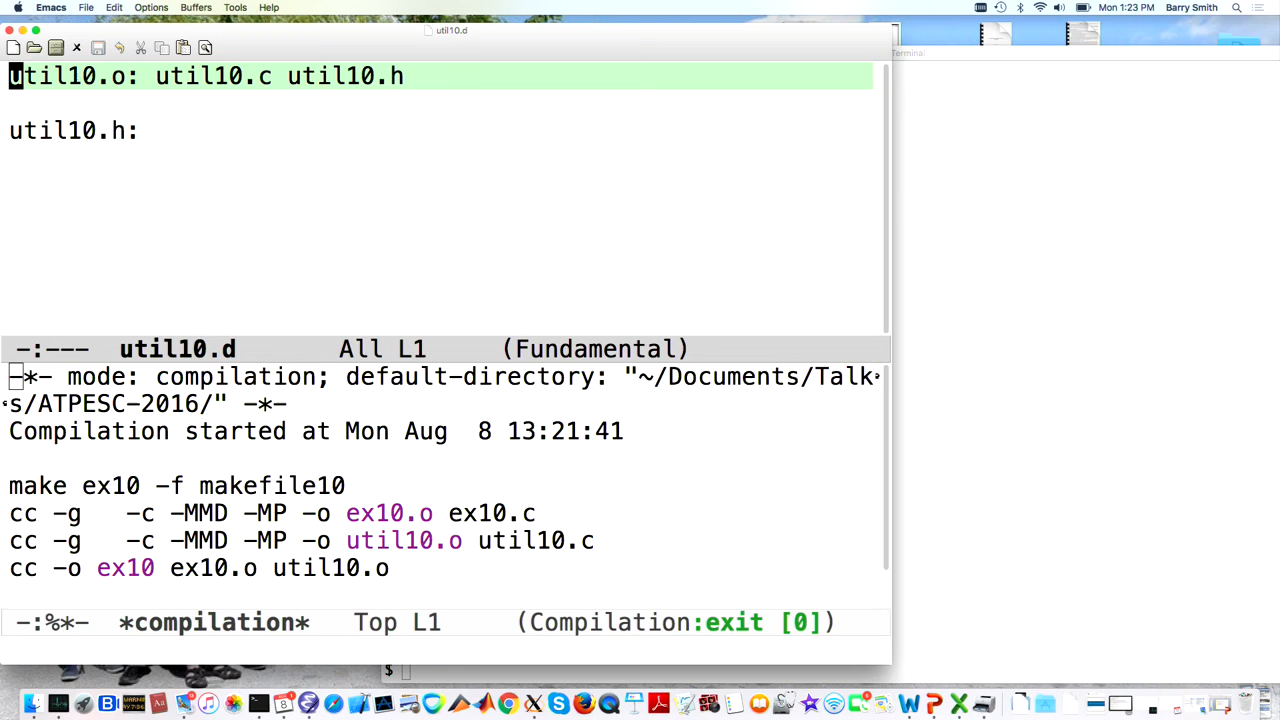 Emacs File Edit Options Buffers Tools Help Mon 1:23 PM Barry Smith
util10.d
Terminal
util10.o: util10.c util10.h
util10.h:
-:--- util10.d All L1 (Fundamental)
-*- mode: compilation; default-directory: "~/Documents/Talk
s/ATPESC-2016/" -*-
Compilation started at Mon Aug 8 13:21:41
make ex10 -f makefile10
cc -g -c -MMD -MP -o ex10.o ex10.c
cc -g -c -MMD -MP -o util10.o util10.c
cc -o ex10 ex10.o util10.o
-:%*- *compilation* Top L1 (Compilation:exit [0])
$